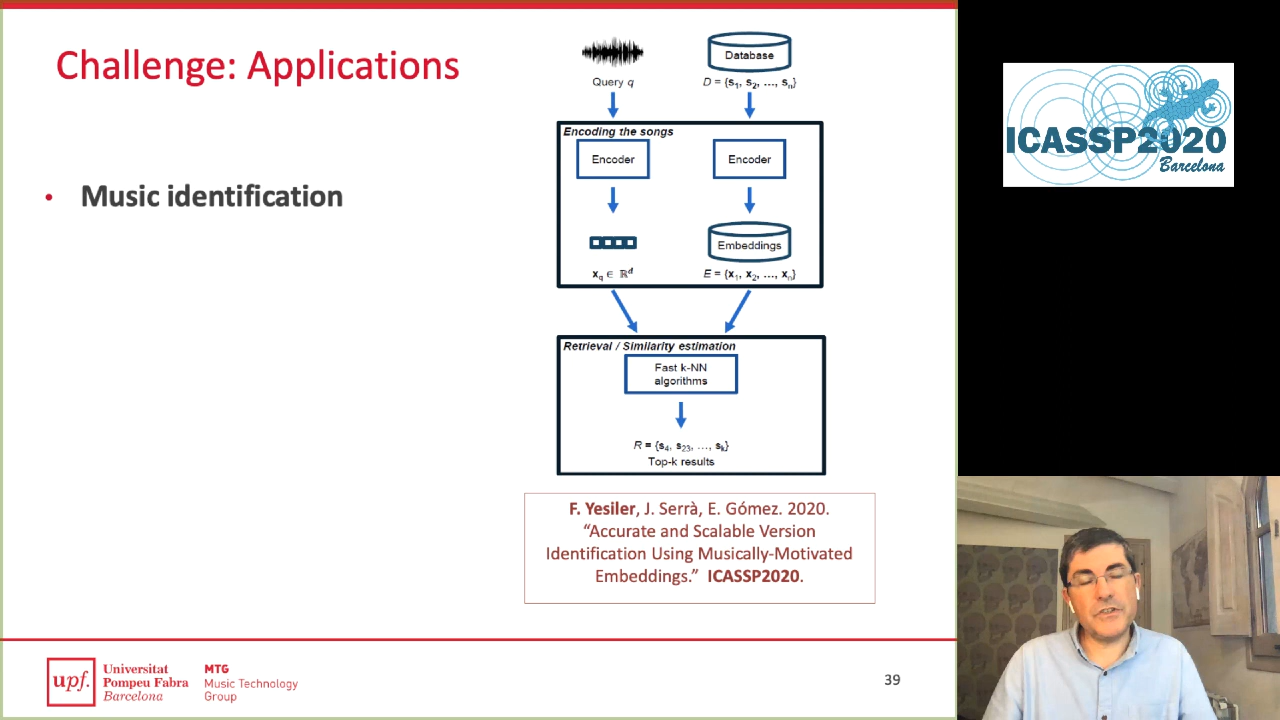 Challenge: Applications
• Music identification
Query q
Database
D = {s1, s2, ..., sn}
Encoding the songs
Encoder
Encoder
Embeddings
xq ∈ ℝd
E = {x1, x2, ..., xn}
Retrieval / Similarity estimation
Fast k-NN
algorithms
R = {s4, s23, ..., sk}
Top-k results
F. Yesiler, J. Serrà, E. Gómez. 2020.
“Accurate and Scalable Version
Identification Using Musically-Motivated
Embeddings.” ICASSP2020.
upf.
Universitat
Pompeu Fabra
Barcelona
MTG
Music Technology
Group
39
ICASSP2020
Barcelona